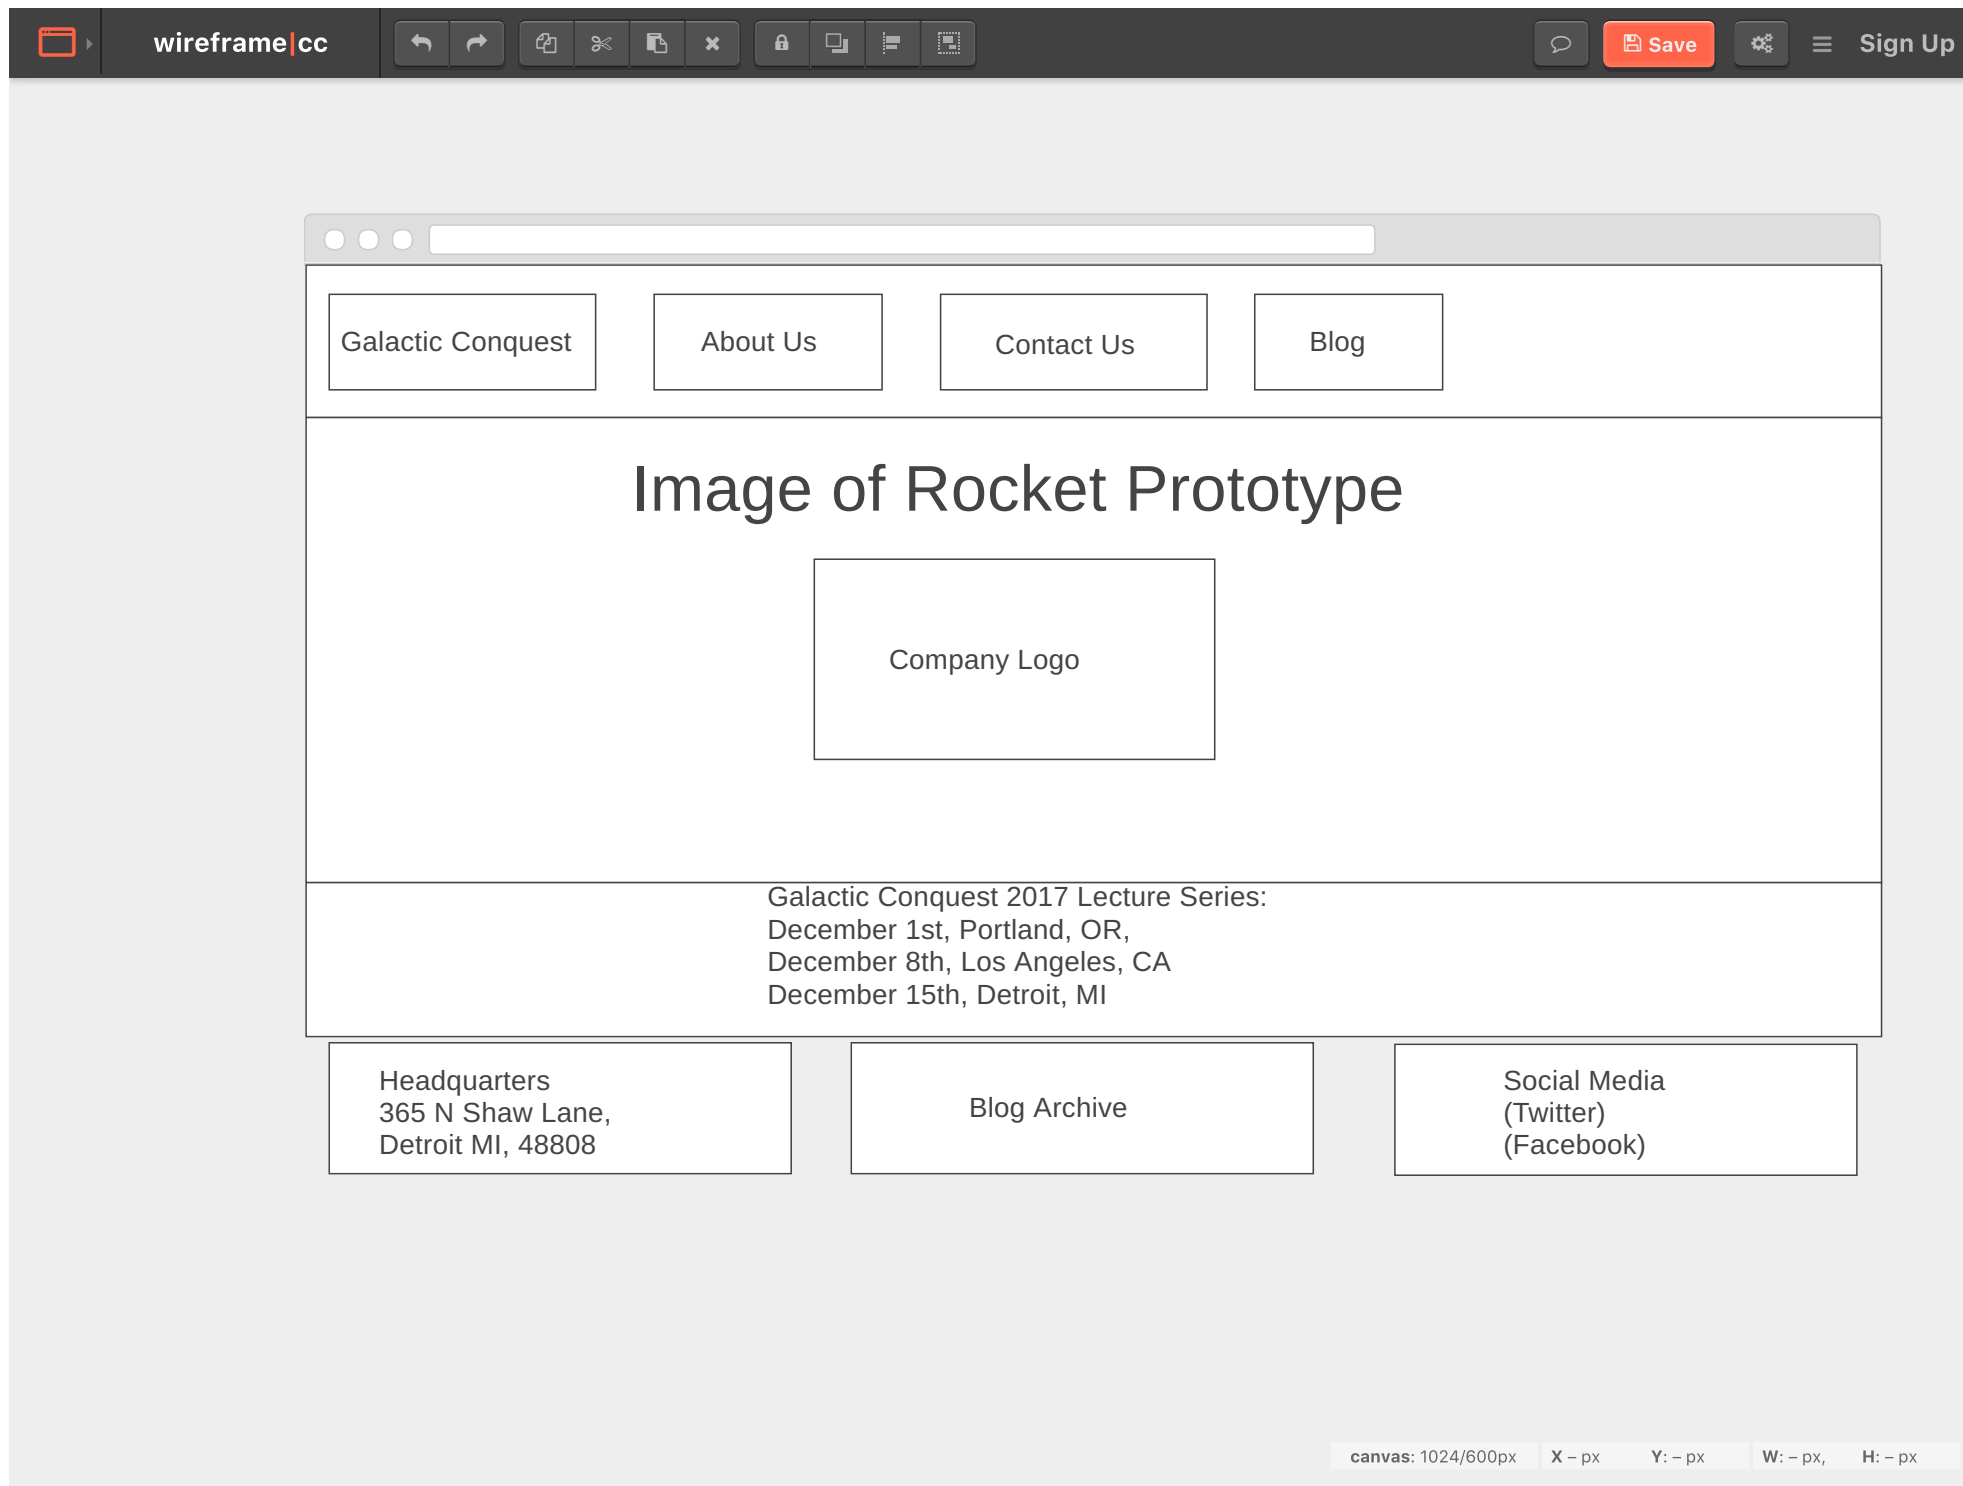 wireframe|cc
Save
Sign Up
Galactic Conquest
About Us
Contact Us
Blog
Image of Rocket Prototype
Company Logo
Galactic Conquest 2017 Lecture Series:
December 1st, Portland, OR,
December 8th, Los Angeles, CA
December 15th, Detroit, MI
Headquarters
365 N Shaw Lane,
Detroit MI, 48808
Blog Archive
Social Media
(Twitter)
(Facebook)
canvas: 1024/600px X – px Y: – px W: – px, H: – px